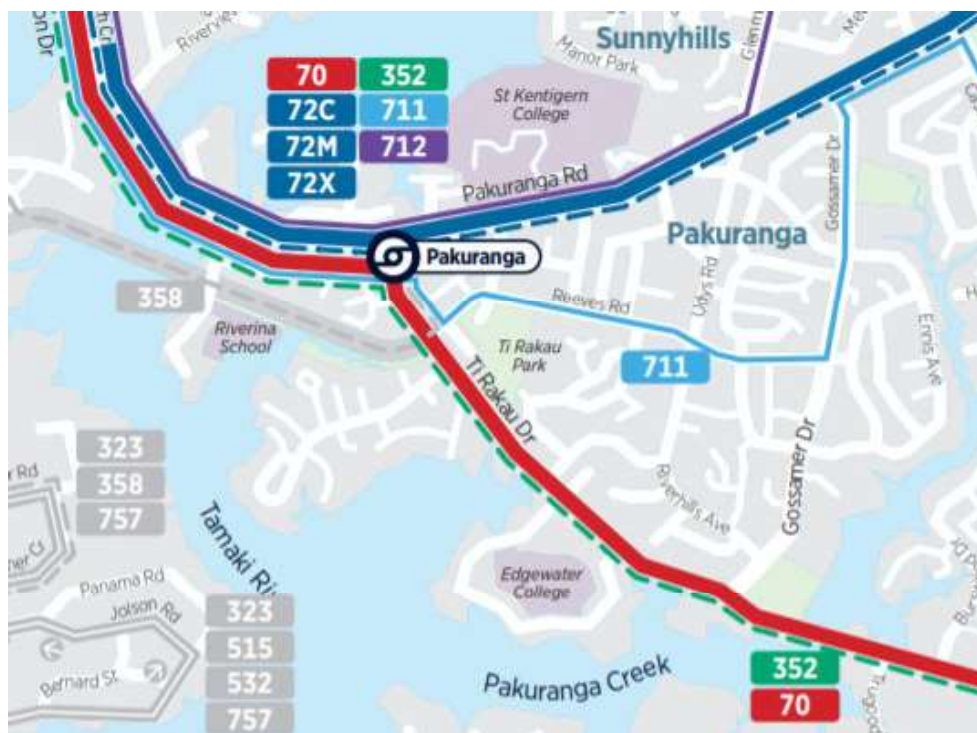 on Dr
Sunnyhills
Manor Park
70 352
72C 711
72M 712
72X
St Kentigern
College
Pakuranga Rd
Gossamer Dr
Pakuranga
Pakuranga
358
Riverina
School
Reeves Rd
Udys Rd
Ennis Ave
Ti Rakau
Park
711
Ti Rakau Dr
323
358
757
Riverhills Ave
Gossamer Dr
Tamaki Ri
Edgewater
College
Panama Rd
Jolson Rd
Bernard St
323
515
532
757
Pakuranga Creek
352
70